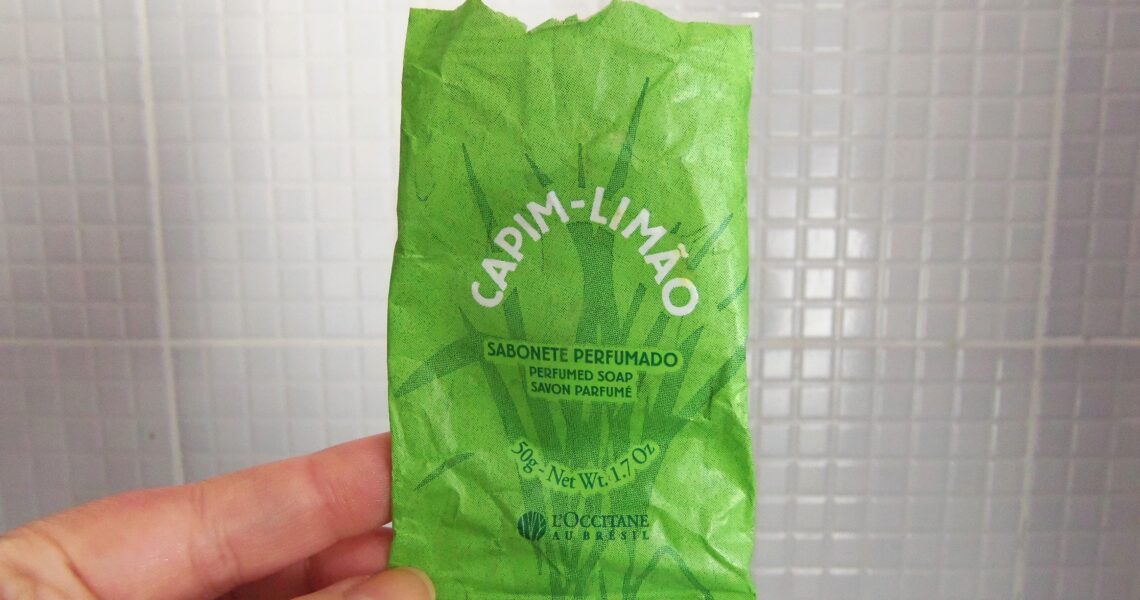 CAPIM-LIMÃO
SABONETE PERFUMADO
PERFUMED SOAP
SAVON PARFUMÉ
50g - Net Wt. 1.7 Oz
L'OCCITANE
AU BRÉSIL